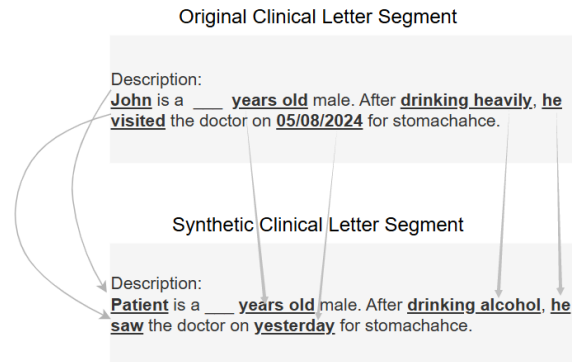 Original Clinical Letter Segment
Description:
John is a ___ years old male. After drinking heavily, he
visited the doctor on 05/08/2024 for stomachahce.
Synthetic Clinical Letter Segment
Description:
Patient is a ___ years old male. After drinking alcohol, he
saw the doctor on yesterday for stomachahce.